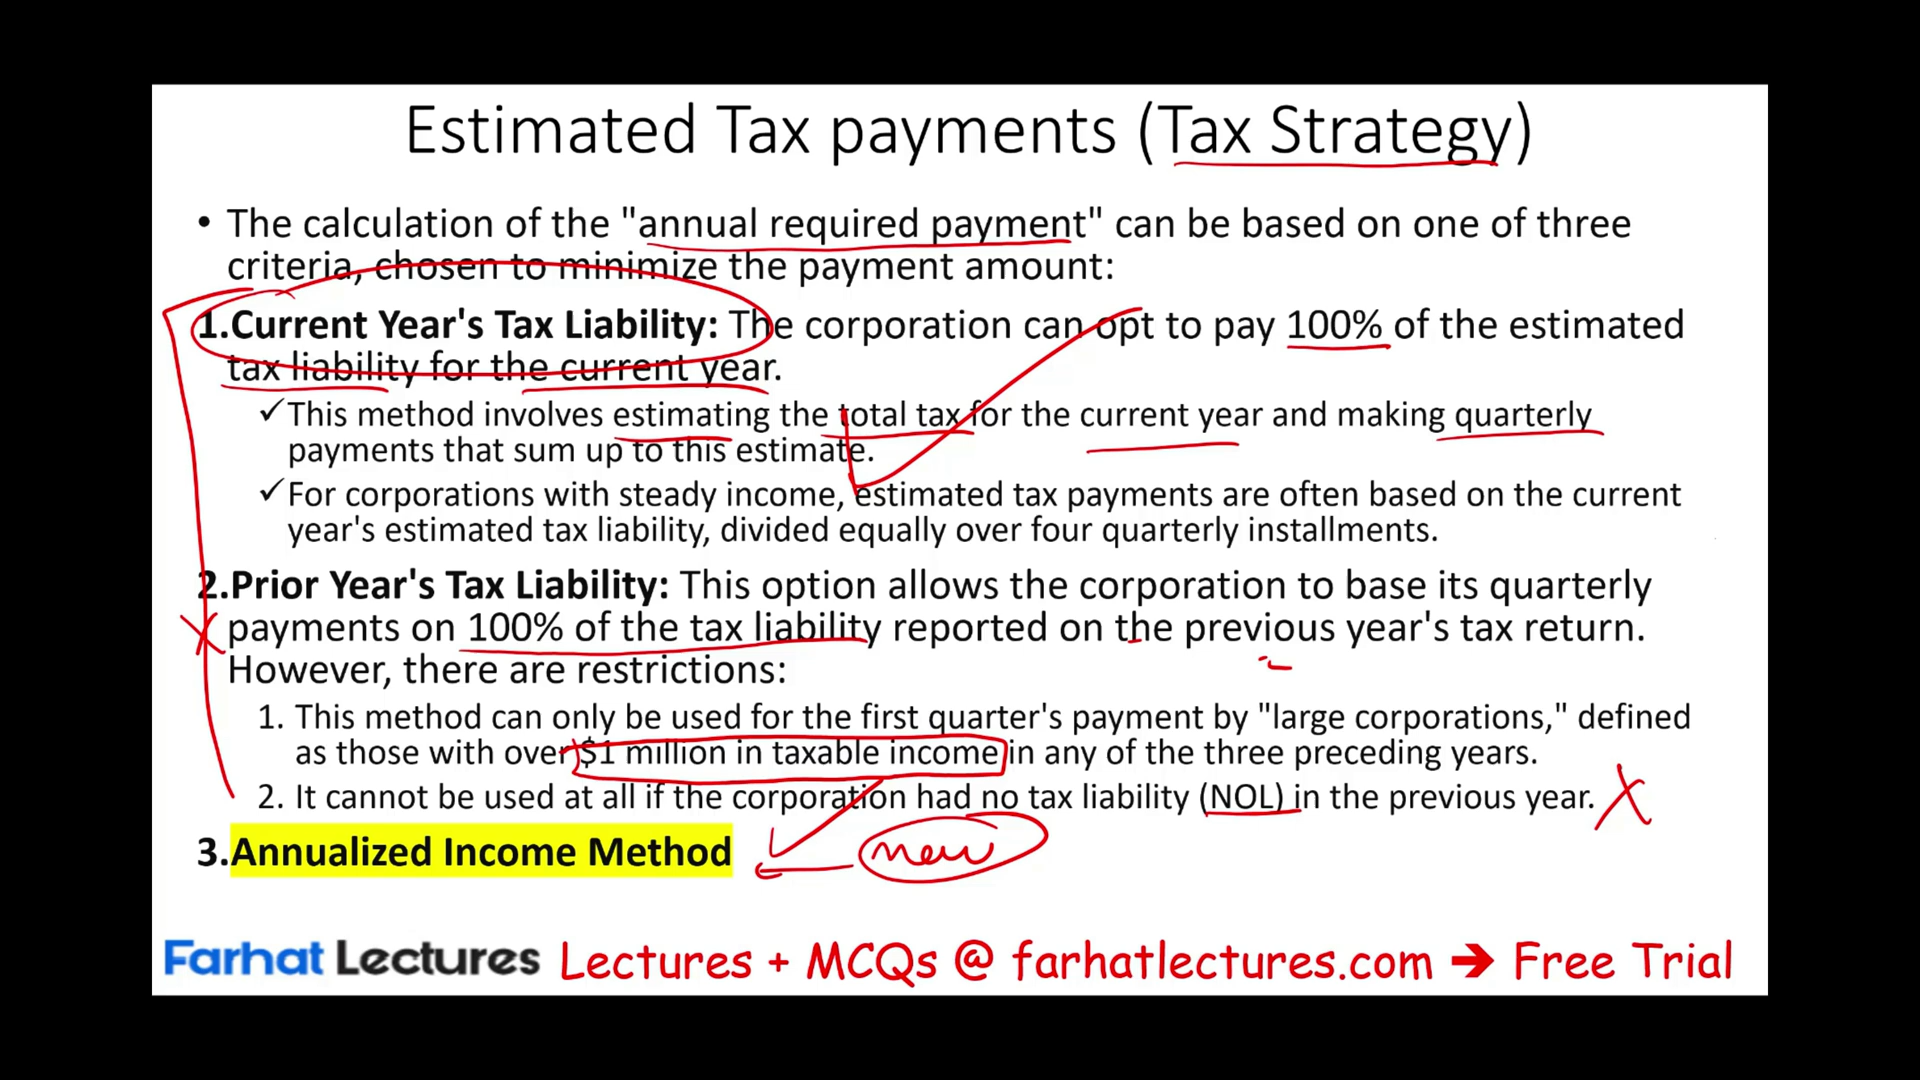 Estimated Tax payments (Tax Strategy)
• The calculation of the "annual required payment" can be based on one of three
criteria, chosen to minimize the payment amount:
1.Current Year's Tax Liability: The corporation can opt to pay 100% of the estimated
tax liability for the current year.
✓This method involves estimating the total tax for the current year and making quarterly
payments that sum up to this estimate.
✓For corporations with steady income, estimated tax payments are often based on the current
year's estimated tax liability, divided equally over four quarterly installments.
2.Prior Year's Tax Liability: This option allows the corporation to base its quarterly
payments on 100% of the tax liability reported on the previous year's tax return.
However, there are restrictions:
1. This method can only be used for the first quarter's payment by "large corporations," defined
as those with over $1 million in taxable income in any of the three preceding years.
2. It cannot be used at all if the corporation had no tax liability (NOL) in the previous year.
3.Annualized Income Method
new
Farhat Lectures Lectures + MCQs @ farhatlectures.com ➔ Free Trial